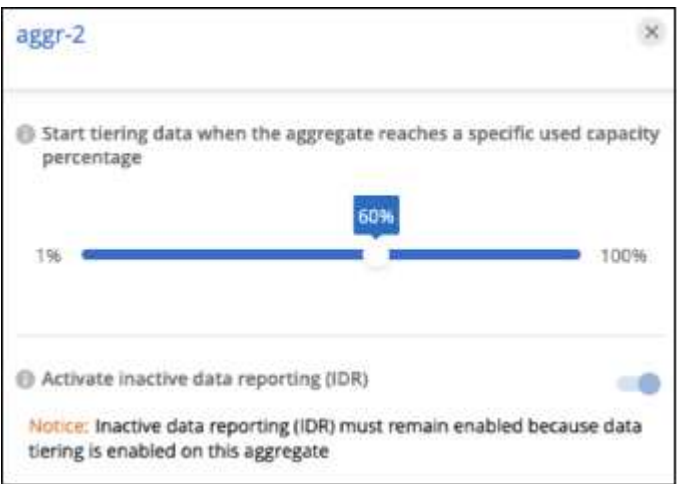 aggr-2
Start tiering data when the aggregate reaches a specific used capacity
percentage
60%
1%
100%
Activate inactive data reporting (IDR)
Notice: Inactive data reporting (IDR) must remain enabled because data
tiering is enabled on this aggregate